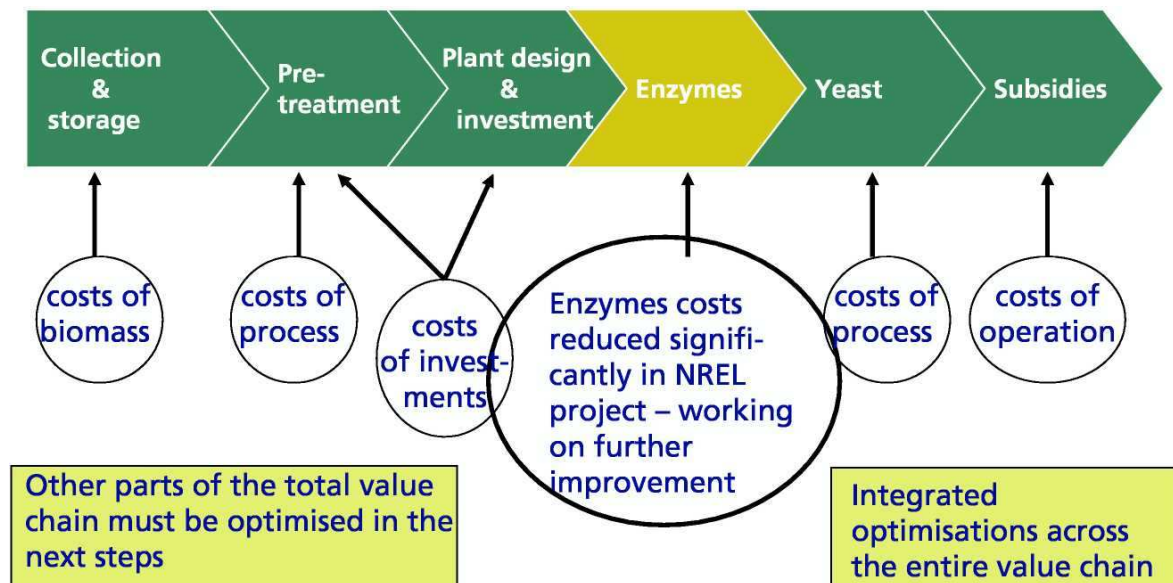 Collection
&
storage
Pre-
treatment
Plant design
&
investment
Enzymes
Yeast
Subsidies
costs of
biomass
costs of
process
costs
of invest-
ments
Enzymes costs
reduced signifi-
cantly in NREL
project – working
on further
improvement
costs of
process
costs of
operation
Other parts of the total value
chain must be optimised in the
next steps
Integrated
optimisations across
the entire value chain